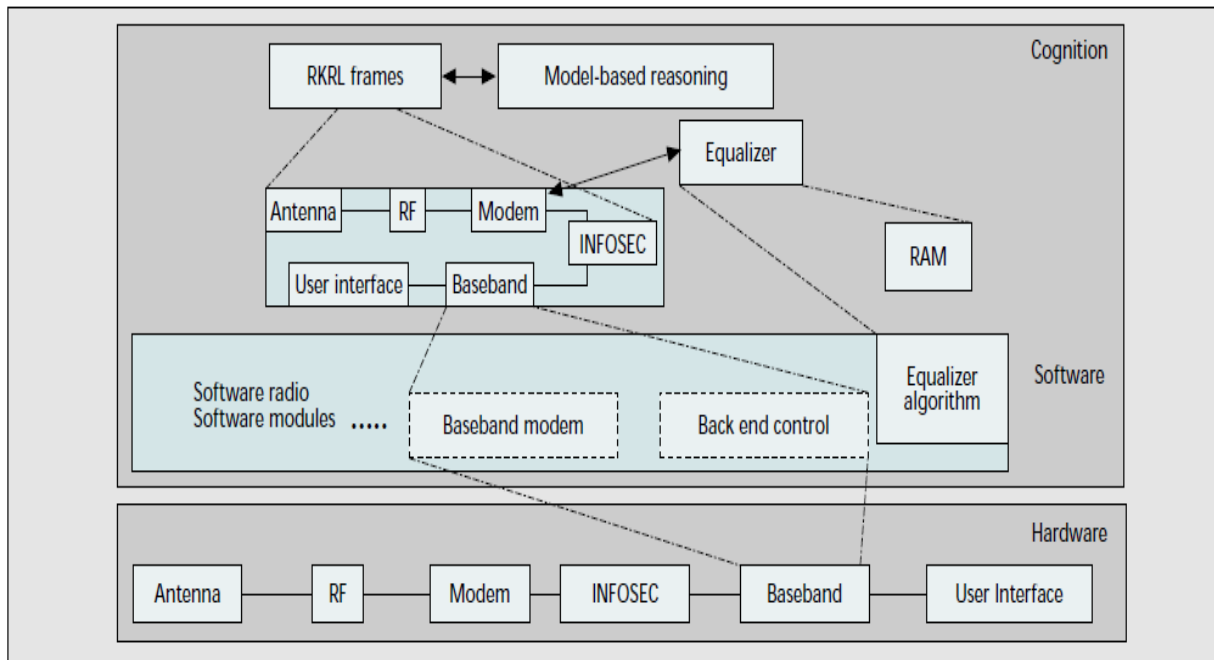 Cognition
RKRL frames
Model-based reasoning
Equalizer
Antenna
RF
Modem
INFOSEC
RAM
User interface
Baseband
Software radio
Software modules .....
Baseband modem
Back end control
Equalizer
algorithm
Software
Hardware
Antenna
RF
Modem
INFOSEC
Baseband
User Interface